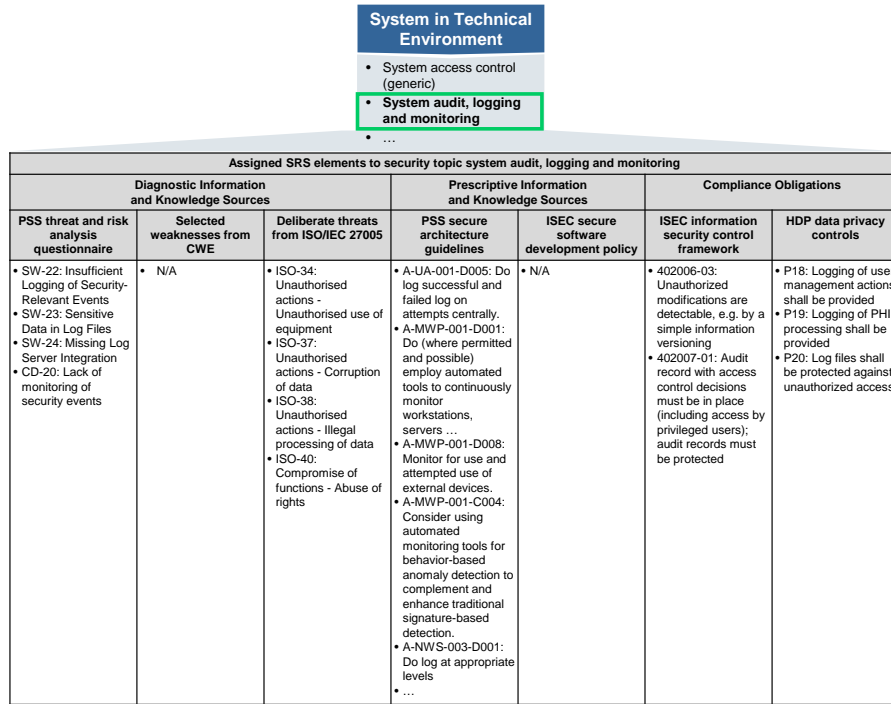 System in Technical
Environment
• System access control
(generic)
• System audit, logging
and monitoring
• ...
Assigned SRS elements to security topic system audit, logging and monitoring
Diagnostic Information
and Knowledge Sources
Prescriptive Information
and Knowledge Sources
Compliance Obligations
PSS threat and risk
analysis
questionnaire
Selected
weaknesses from
CWE
Deliberate threats
from ISO/IEC 27005
PSS secure
architecture
guidelines
ISEC secure
software
development policy
ISEC information
security control
framework
HDP data privacy
controls
• SW-22: Insufficient
Logging of Security-
Relevant Events
• SW-23: Sensitive
Data in Log Files
• SW-24: Missing Log
Server Integration
• CD-20: Lack of
monitoring of
security events
• N/A
• ISO-34:
Unauthorised
actions -
Unauthorised use of
equipment
• ISO-37:
Unauthorised
actions - Corruption
of data
• ISO-38:
Unauthorised
actions - Illegal
processing of data
• ISO-40:
Compromise of
functions - Abuse of
rights
• A-UA-001-D005: Do
log successful and
failed log on
attempts centrally.
• A-MWP-001-D001:
Do (where permitted
and possible)
employ automated
tools to continuously
monitor
workstations,
servers ...
• A-MWP-001-D008:
Monitor for use and
attempted use of
external devices.
• A-MWP-001-C004:
Consider using
automated
monitoring tools for
behavior-based
anomaly detection to
complement and
enhance traditional
signature-based
detection.
• A-NWS-003-D001:
Do log at appropriate
levels
• ...
• N/A
• 402006-03:
Unauthorized
modifications are
detectable, e.g. by a
simple information
versioning
• 402007-01: Audit
record with access
control decisions
must be in place
(including access by
privileged users);
audit records must
be protected
• P18: Logging of user
management actions
shall be provided
• P19: Logging of PHI
processing shall be
provided
• P20: Log files shall
be protected against
unauthorized access